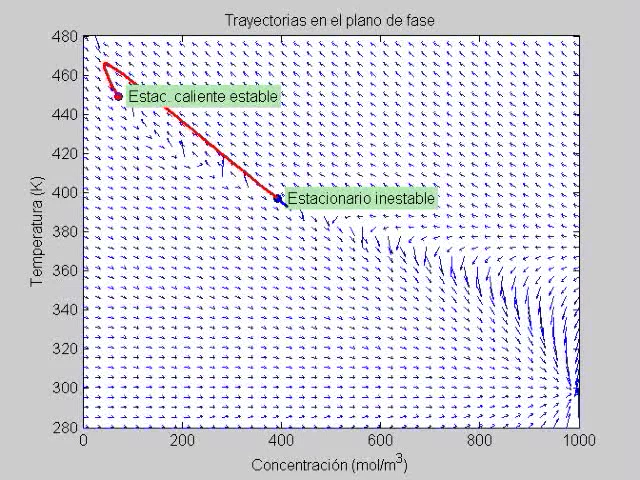 Trayectorias en el plano de fase
480
460
440
420
400
380
360
340
320
300
280
Temperatura (K)
Estac. caliente estable
Estacionario inestable
0 200 400 600 800 1000
Concentración (mol/m³)